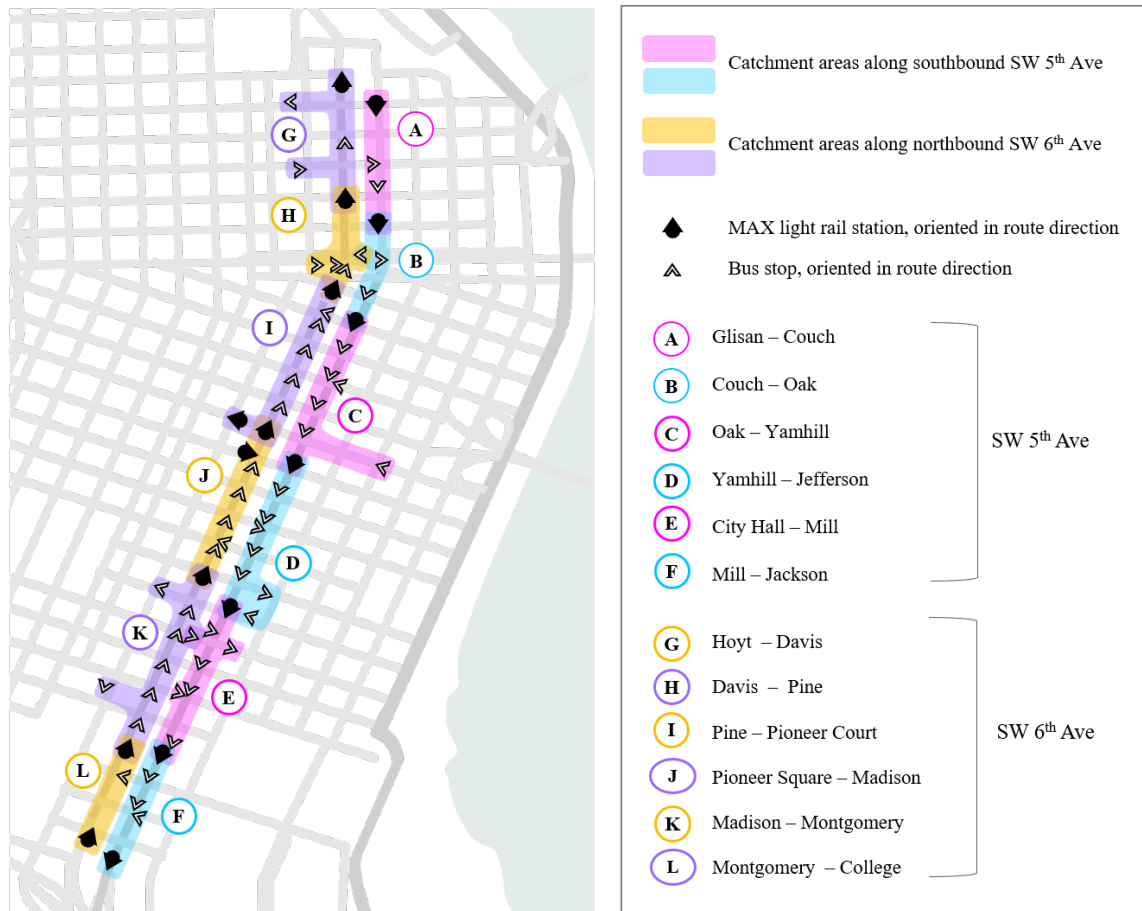 A
G
H
B
I
C
J
D
K
E
L
F
Catchment areas along southbound SW 5th Ave
Catchment areas along northbound SW 6th Ave
MAX light rail station, oriented in route direction
Bus stop, oriented in route direction
A Glisan – Couch
B Couch – Oak
C Oak – Yamhill
D Yamhill – Jefferson
E City Hall – Mill
F Mill – Jackson
SW 5th Ave
G Hoyt – Davis
H Davis – Pine
I Pine – Pioneer Court
J Pioneer Square – Madison
K Madison – Montgomery
L Montgomery – College
SW 6th Ave